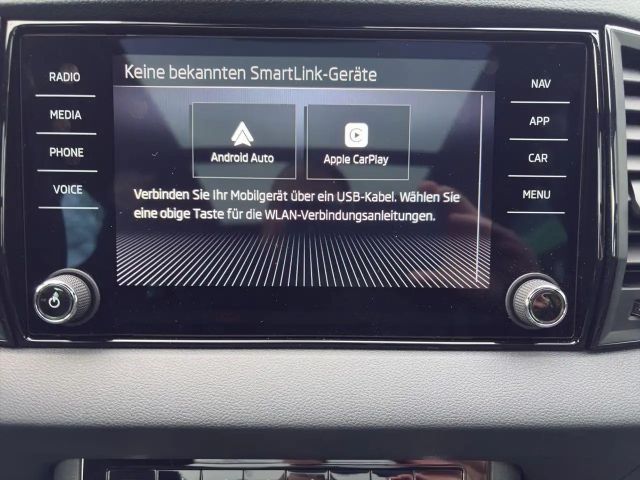 Keine bekannten SmartLink-Geräte
RADIO
MEDIA
PHONE
VOICE
Android Auto
Apple CarPlay
Verbinden Sie Ihr Mobilgerät über ein USB-Kabel. Wählen Sie
eine obige Taste für die WLAN-Verbindungsanleitungen.
NAV
APP
CAR
MENU